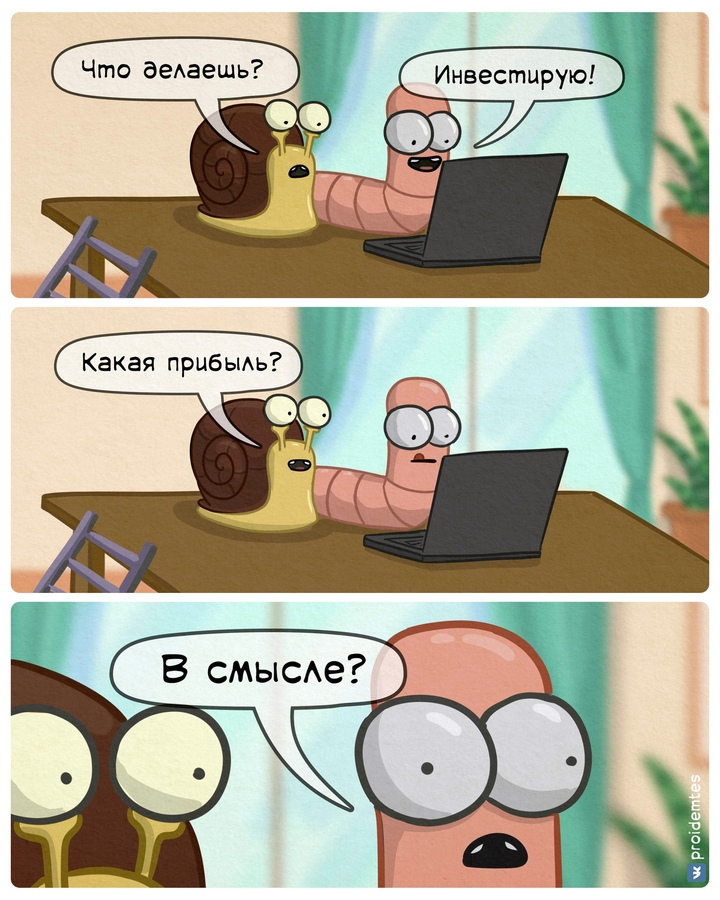 Что делаешь?
Инвестирую!
Какая прибыль?
В смысле?
proidemtes